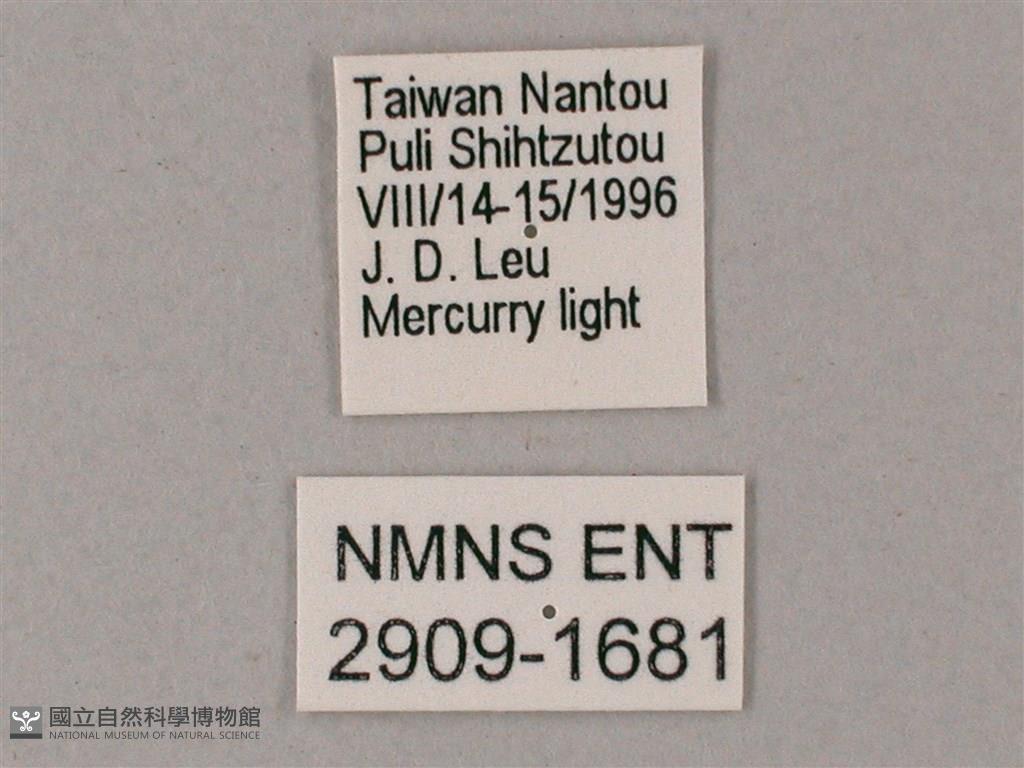 Taiwan Nantou
Puli Shihtzutou
VIII/14-15/1996
J. D. Leu
Mercurry light
NMNS ENT
2909-1681
國立自然科學博物館
NATIONAL MUSEUM OF NATURAL SCIENCE